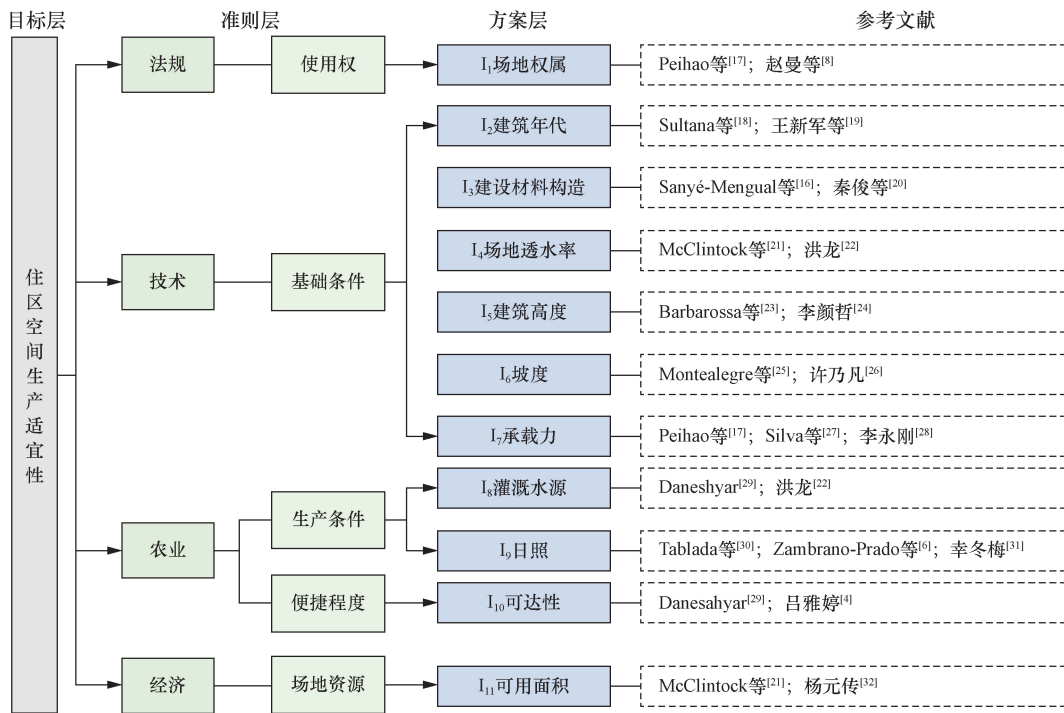 目标层 准则层 方案层 参考文献
住区空间生产适宜性
法规 使用权 I₁场地权属 Peihao等[17]；赵曼等[8]
I₂建筑年代 Sultana等[18]；王新军等[19]
I₃建设材料构造 Sanyé-Mengual等[16]；秦俊等[20]
I₄场地透水率 McClintock等[21]；洪龙[22]
技术 基础条件
I₅建筑高度 Barbarossa等[23]；李颜哲[24]
I₆坡度 Montealegre等[25]；许乃凡[26]
I₇承载力 Peihao等[17]；Silva等[27]；李永刚[28]
I₈灌溉水源 Daneshyar[29]；洪龙[22]
生产条件
农业
I₉日照 Tablada等[30]；Zambrano-Prado等[6]；幸冬梅[31]
便捷程度 I₁₀可达性 Danesahyar[29]；吕雅婷[4]
经济 场地资源 I₁₁可用面积 McClintock等[21]；杨元传[32]